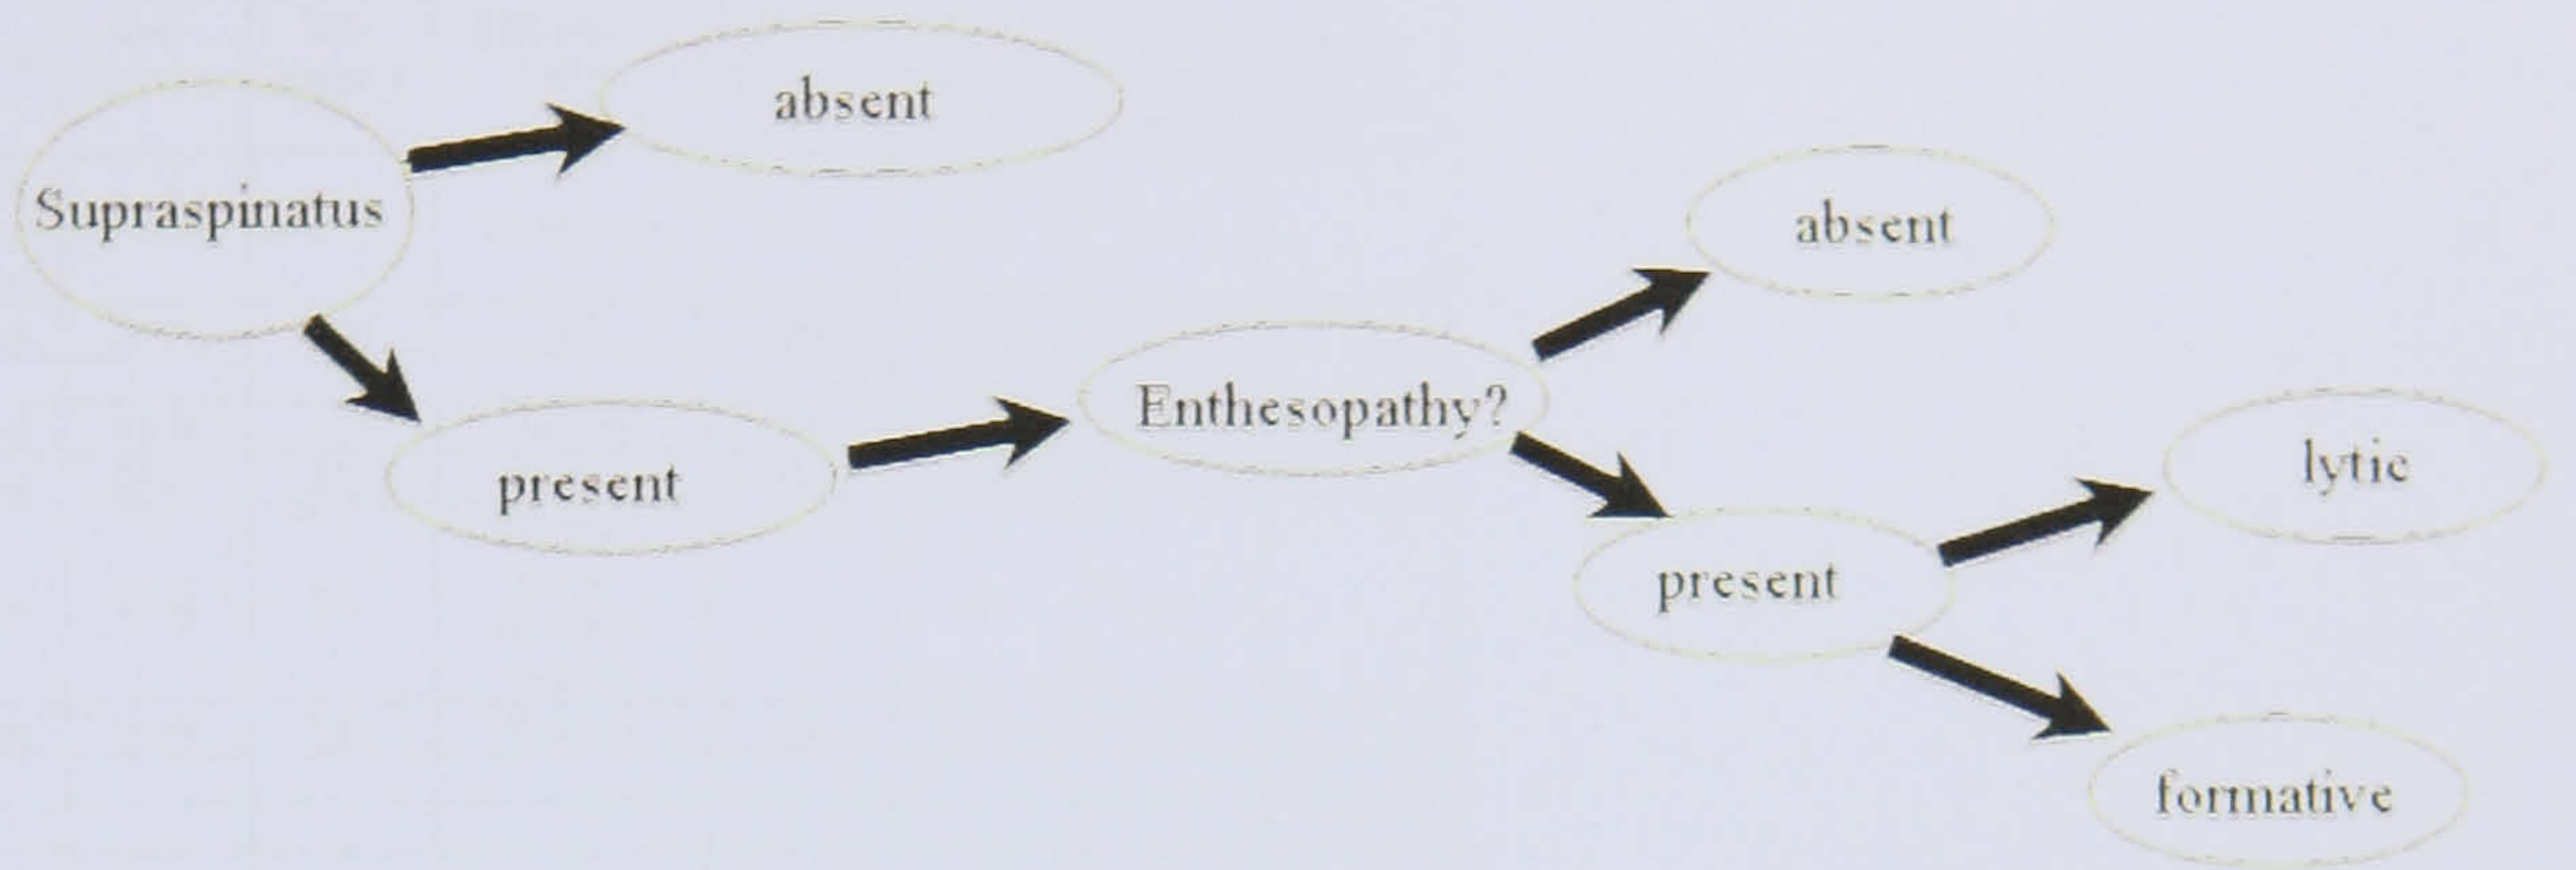 absent
Supraspinatus
absent
Enthesopathy?
present
lytic
present
formative